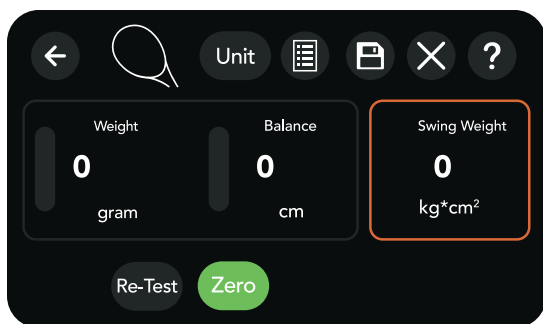 Unit
?
Weight
Balance
Swing Weight
0
0
0
gram
cm
kg*cm²
Re-Test
Zero